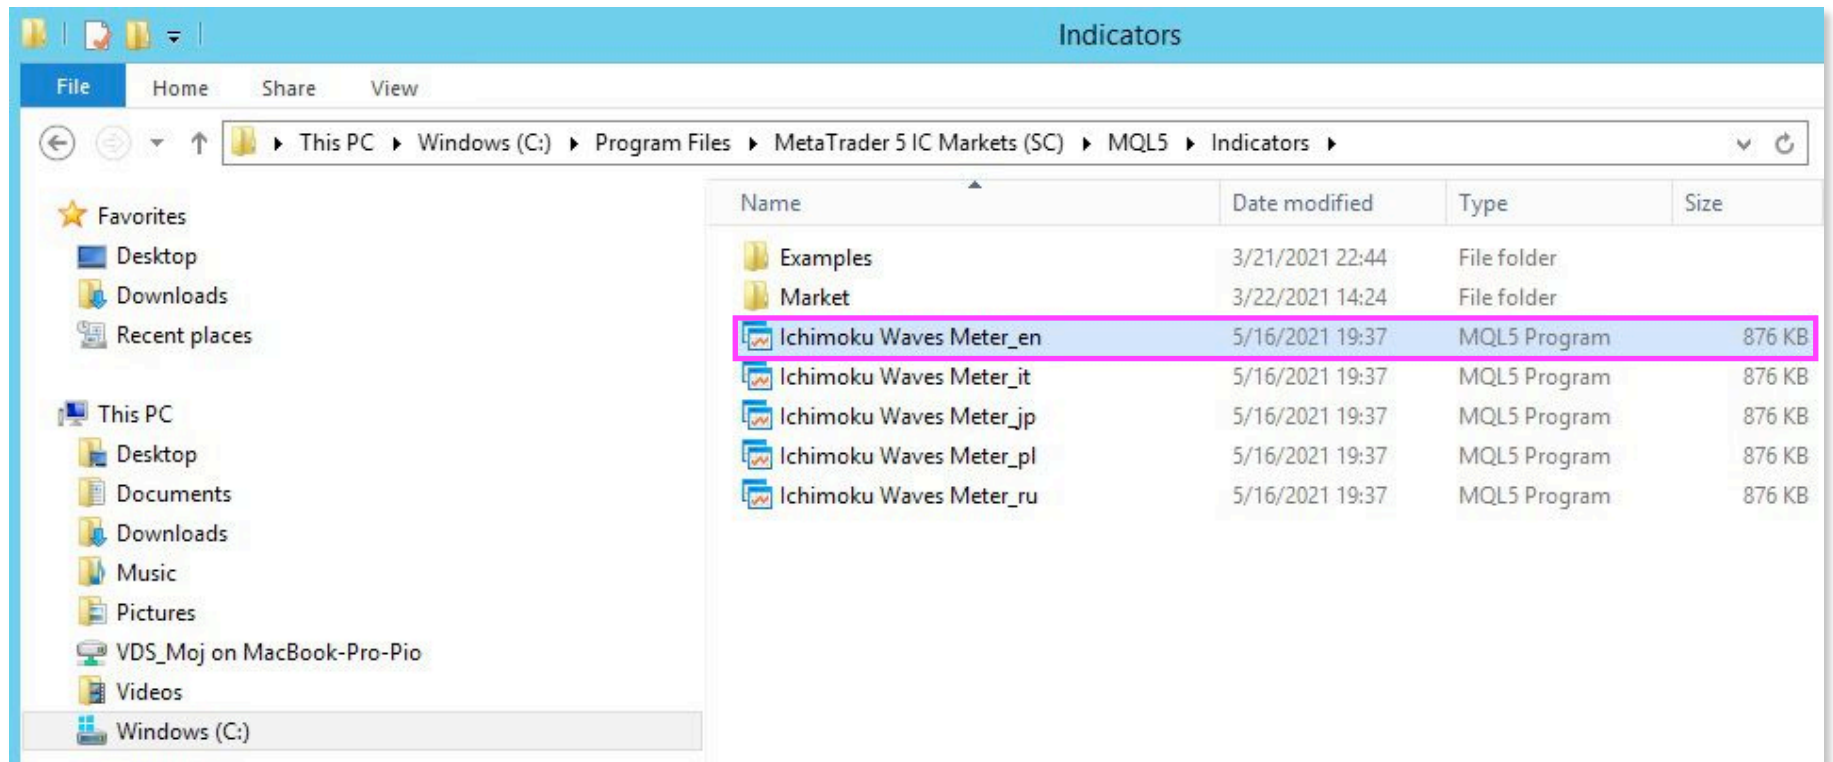 Indicators
File Home Share View
This PC Windows (C:) Program Files MetaTrader 5 IC Markets (SC) MQL5 Indicators
Favorites
Desktop
Downloads
Recent places
This PC
Desktop
Documents
Downloads
Music
Pictures
VDS_Moj on MacBook-Pro-Pio
Videos
Windows (C:)
Name Date modified Type Size
Examples 3/21/2021 22:44 File folder
Market 3/22/2021 14:24 File folder
Ichimoku Waves Meter_en 5/16/2021 19:37 MQL5 Program 876 KB
Ichimoku Waves Meter_it 5/16/2021 19:37 MQL5 Program 876 KB
Ichimoku Waves Meter_jp 5/16/2021 19:37 MQL5 Program 876 KB
Ichimoku Waves Meter_pl 5/16/2021 19:37 MQL5 Program 876 KB
Ichimoku Waves Meter_ru 5/16/2021 19:37 MQL5 Program 876 KB